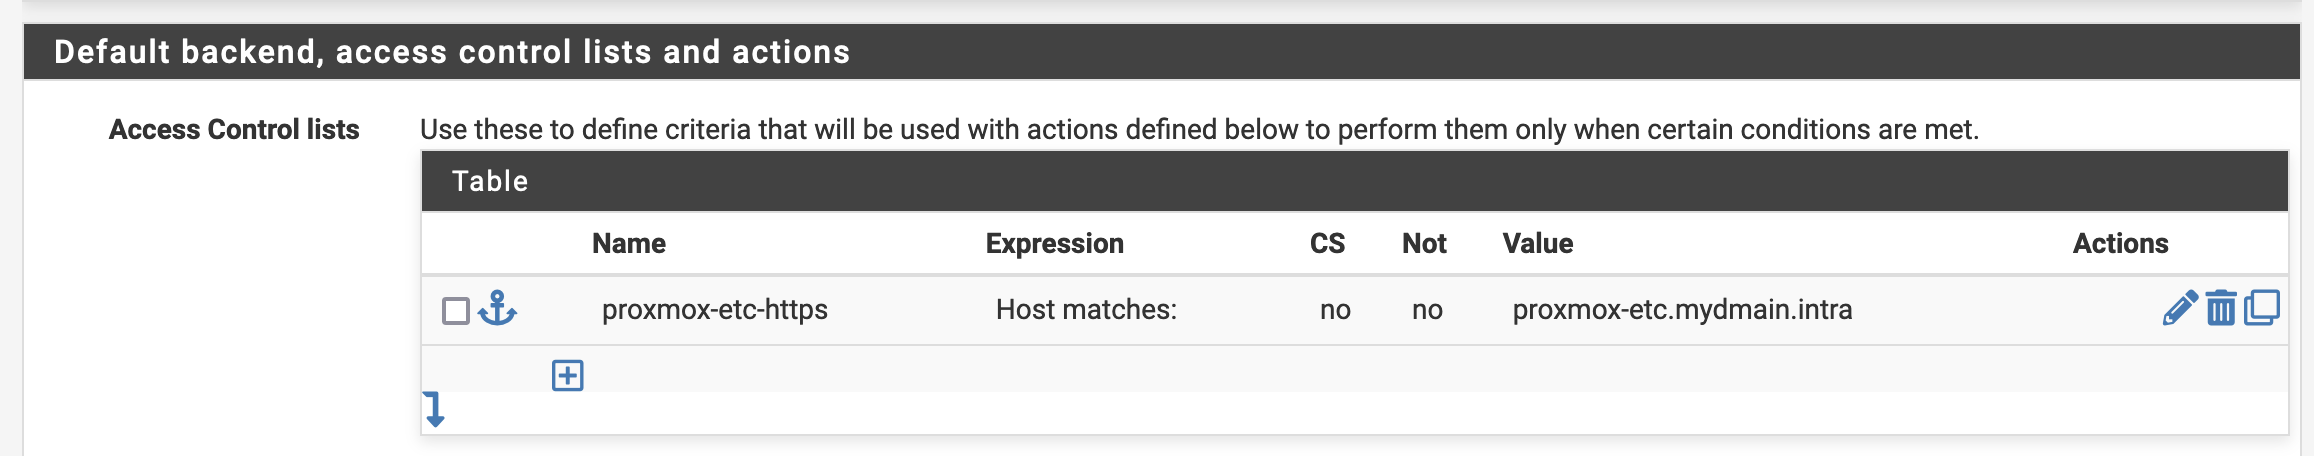 Default backend, access control lists and actions
Access Control lists Use these to define criteria that will be used with actions defined below to perform them only when certain conditions are met.
Table
Name Expression CS Not Value Actions
proxmox-etc-https Host matches: no no proxmox-etc.mydmain.intra